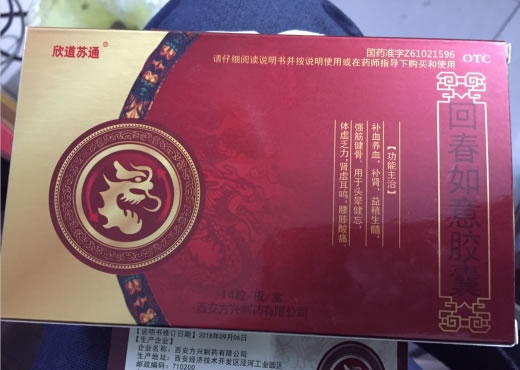 欣道苏通®
国药准字Z61021596
OTC
请仔细阅读说明书并按说明使用或在药师指导下购买和使用
回春如意胶囊
【功能主治】
补血养血，补肾，益精生髓，
强筋健骨。用于头晕健忘，
体虚乏力，肾虚耳鸣，腰膝酸痛。
14粒/板/盒
西安方兴制药有限公司
【说明书修订日期】2018年09月06日
【生产企业】
企业名称：西安方兴制药有限公司
生产地址：西安经济技术开发区泾河工业园区
邮政编码：710200